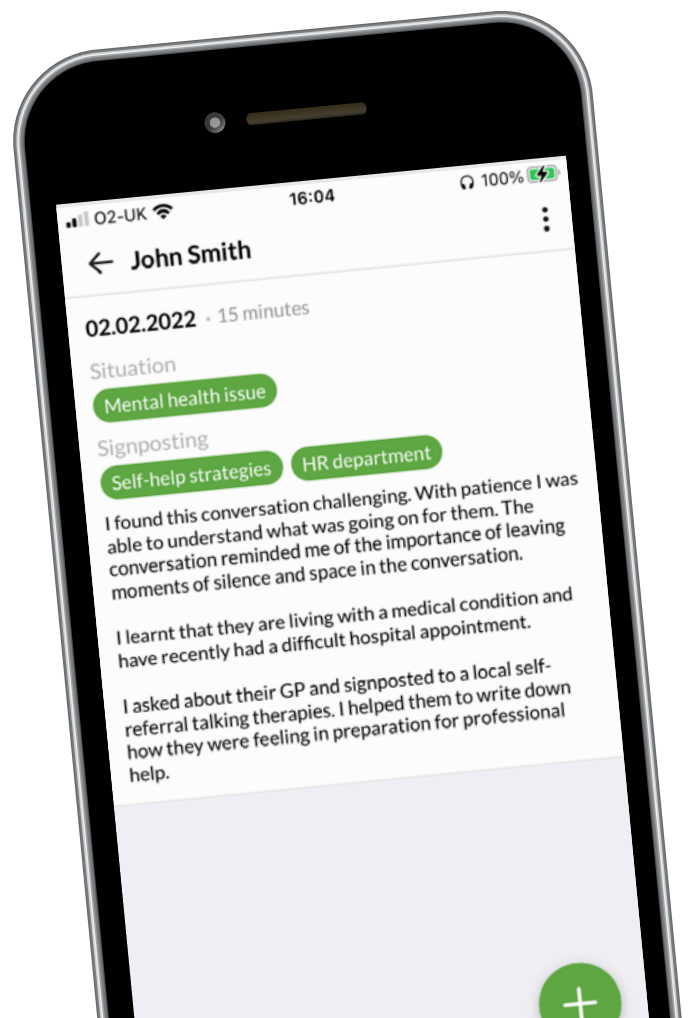 O2-UK 16:04 100%
John Smith
02.02.2022 • 15 minutes
Situation
Mental health issue
Signposting
Self-help strategies HR department
I found this conversation challenging. With patience I was
able to understand what was going on for them. The
conversation reminded me of the importance of leaving
moments of silence and space in the conversation.
I learnt that they are living with a medical condition and
have recently had a difficult hospital appointment.
I asked about their GP and signposted to a local self-
referral talking therapies. I helped them to write down
how they were feeling in preparation for professional
help.